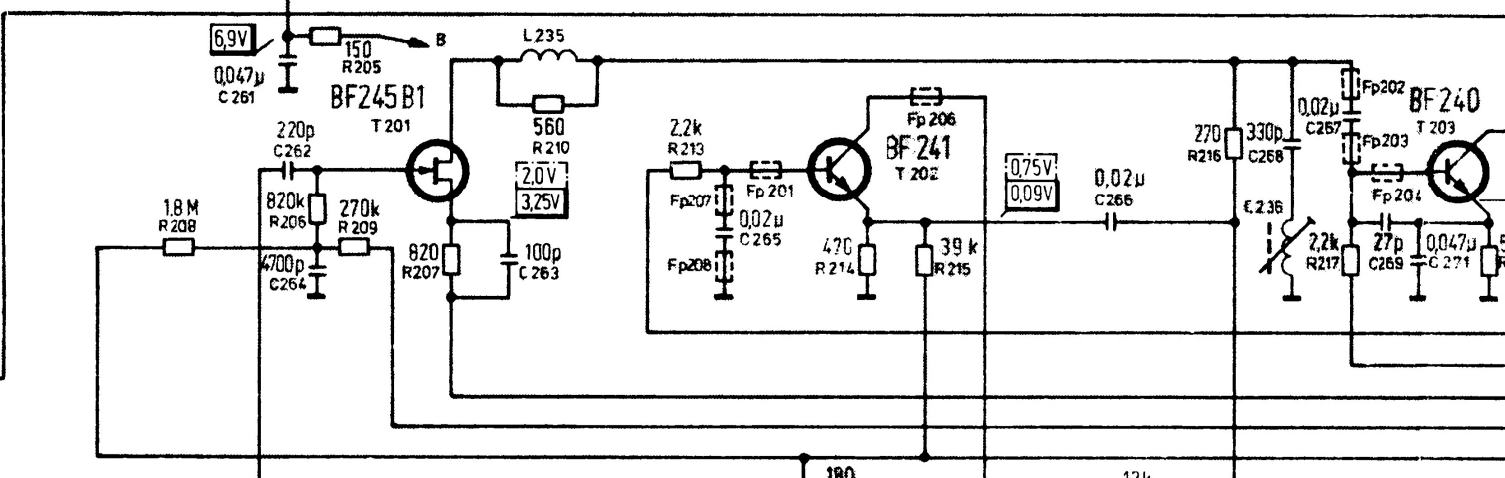 6,9V
150
R205
B
0,047µ
C261
L235
BF245B1
T201
560
R210
220p
C262
820k
R206
270k
R209
1,8M
R208
4700p
C264
820
R207
100p
C263
2,0V
3,25V
2,2k
R213
Fp201
Fp207
0,02µ
C265
Fp208
Fp206
BF241
T202
470
R214
39k
R215
0,75V
0,09V
0,02µ
C266
270
R216
330p
C268
Fp202
0,02µ
C267
Fp203
BF240
T203
Fp204
2,2k
R217
27p
C269
0,047µ
C271
5
R
180